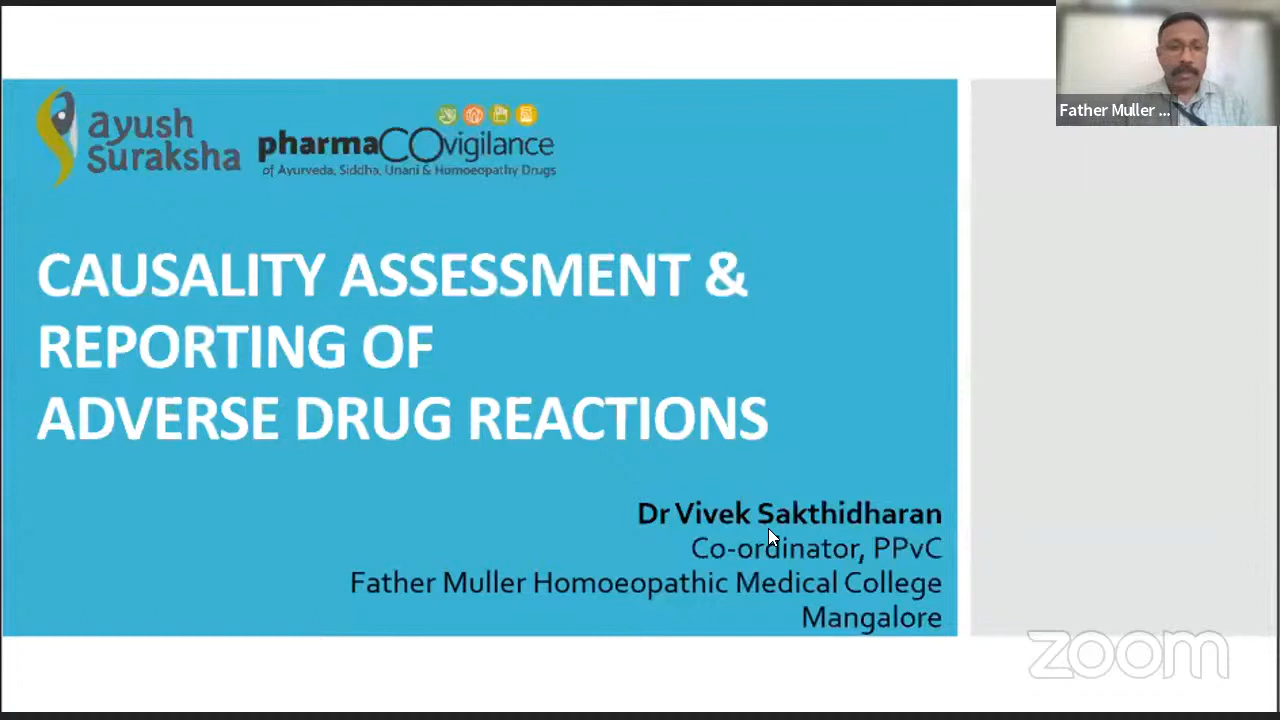 ayush
suraksha
pharmaCOvigilance
of Ayurveda, Siddha, Unani & Homoeopathy Drugs
Father Muller ...
CAUSALITY ASSESSMENT &
REPORTING OF
ADVERSE DRUG REACTIONS
Dr Vivek Sakthidharan
Co-ordinator, PPvC
Father Muller Homoeopathic Medical College
Mangalore
zoom